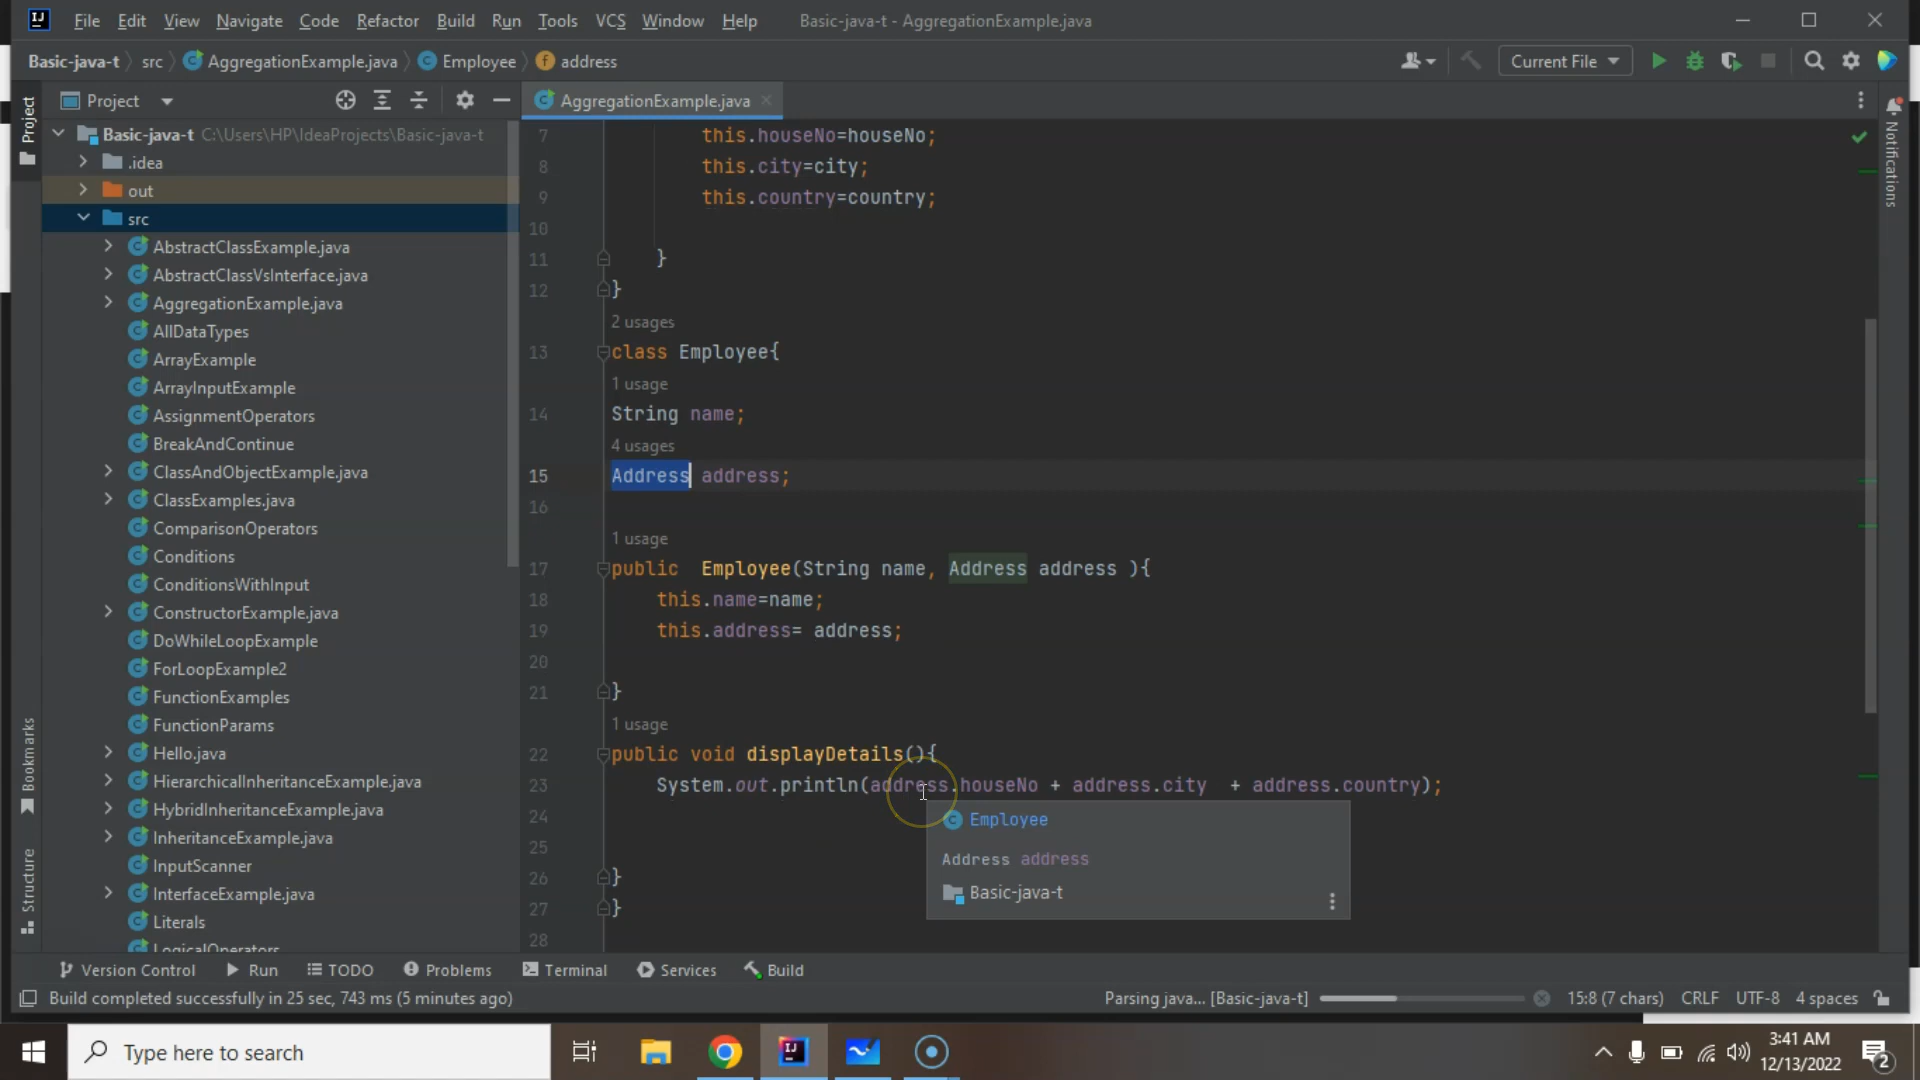 File Edit View Navigate Code Refactor Build Run Tools VCS Window Help Basic-java-t - AggregationExample.java
Basic-java-t src AggregationExample.java Employee address Current File
Project AggregationExample.java
Project
Bookmarks
Structure
Notifications
Basic-java-t C:\Users\HP\IdeaProjects\Basic-java-t
.idea
out
src
AbstractClassExample.java
AbstractClassVsInterface.java
AggregationExample.java
AllDataTypes
ArrayExample
ArrayInputExample
AssignmentOperators
BreakAndContinue
ClassAndObjectExample.java
ClassExamples.java
ComparisonOperators
Conditions
ConditionsWithInput
ConstructorExample.java
DoWhileLoopExample
ForLoopExample2
FunctionExamples
FunctionParams
Hello.java
HierarchicalInheritanceExample.java
HybridInheritanceExample.java
InheritanceExample.java
InputScanner
InterfaceExample.java
Literals
LogicalOperators
7 this.houseNo=houseNo;
8 this.city=city;
9 this.country=country;
10
11 }
12 }
2 usages
13 class Employee{
1 usage
14 String name;
4 usages
15 Address address;
16
1 usage
17 public Employee(String name, Address address ){
18 this.name=name;
19 this.address= address;
20
21 }
1 usage
22 public void displayDetails(){
23 System.out.println(address.houseNo + address.city + address.country);
24
25
26 }
27 }
28
Employee
Address address
Basic-java-t
Version Control Run TODO Problems Terminal Services Build
Build completed successfully in 25 sec, 743 ms (5 minutes ago) Parsing java... [Basic-java-t] 15:8 (7 chars) CRLF UTF-8 4 spaces
Type here to search
3:41 AM
12/13/2022
2